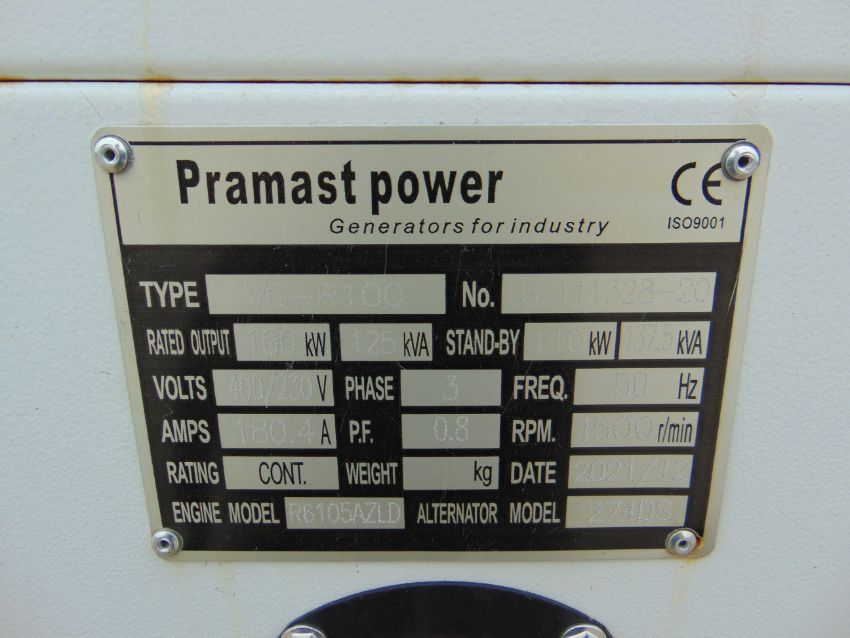 Pramast power
CE
Generators for industry
ISO9001
TYPE VG-R100 No.
RATED OUTPUT 100 kW 125 kVA STAND-BY 110 kW 137.5 kVA
VOLTS 400/230 V PHASE 3 FREQ. 50 Hz
AMPS 180.4 A P.F. 0.8 RPM. 1500 r/min
RATING CONT. WEIGHT kg DATE 2021/12
ENGINE MODEL R6105AZLD ALTERNATOR MODEL 274DS